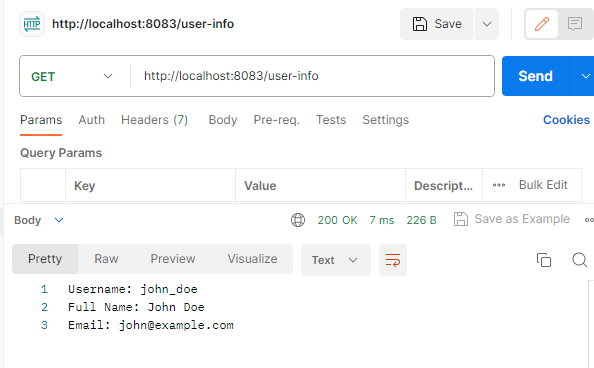 HTTP http://localhost:8083/user-info Save
GET http://localhost:8083/user-info Send
Params Auth Headers (7) Body Pre-req. Tests Settings Cookies
Query Params
Key Value Descript... Bulk Edit
Body 200 OK 7 ms 226 B Save as Example
Pretty Raw Preview Visualize Text
1 Username: john_doe
2 Full Name: John Doe
3 Email: john@example.com